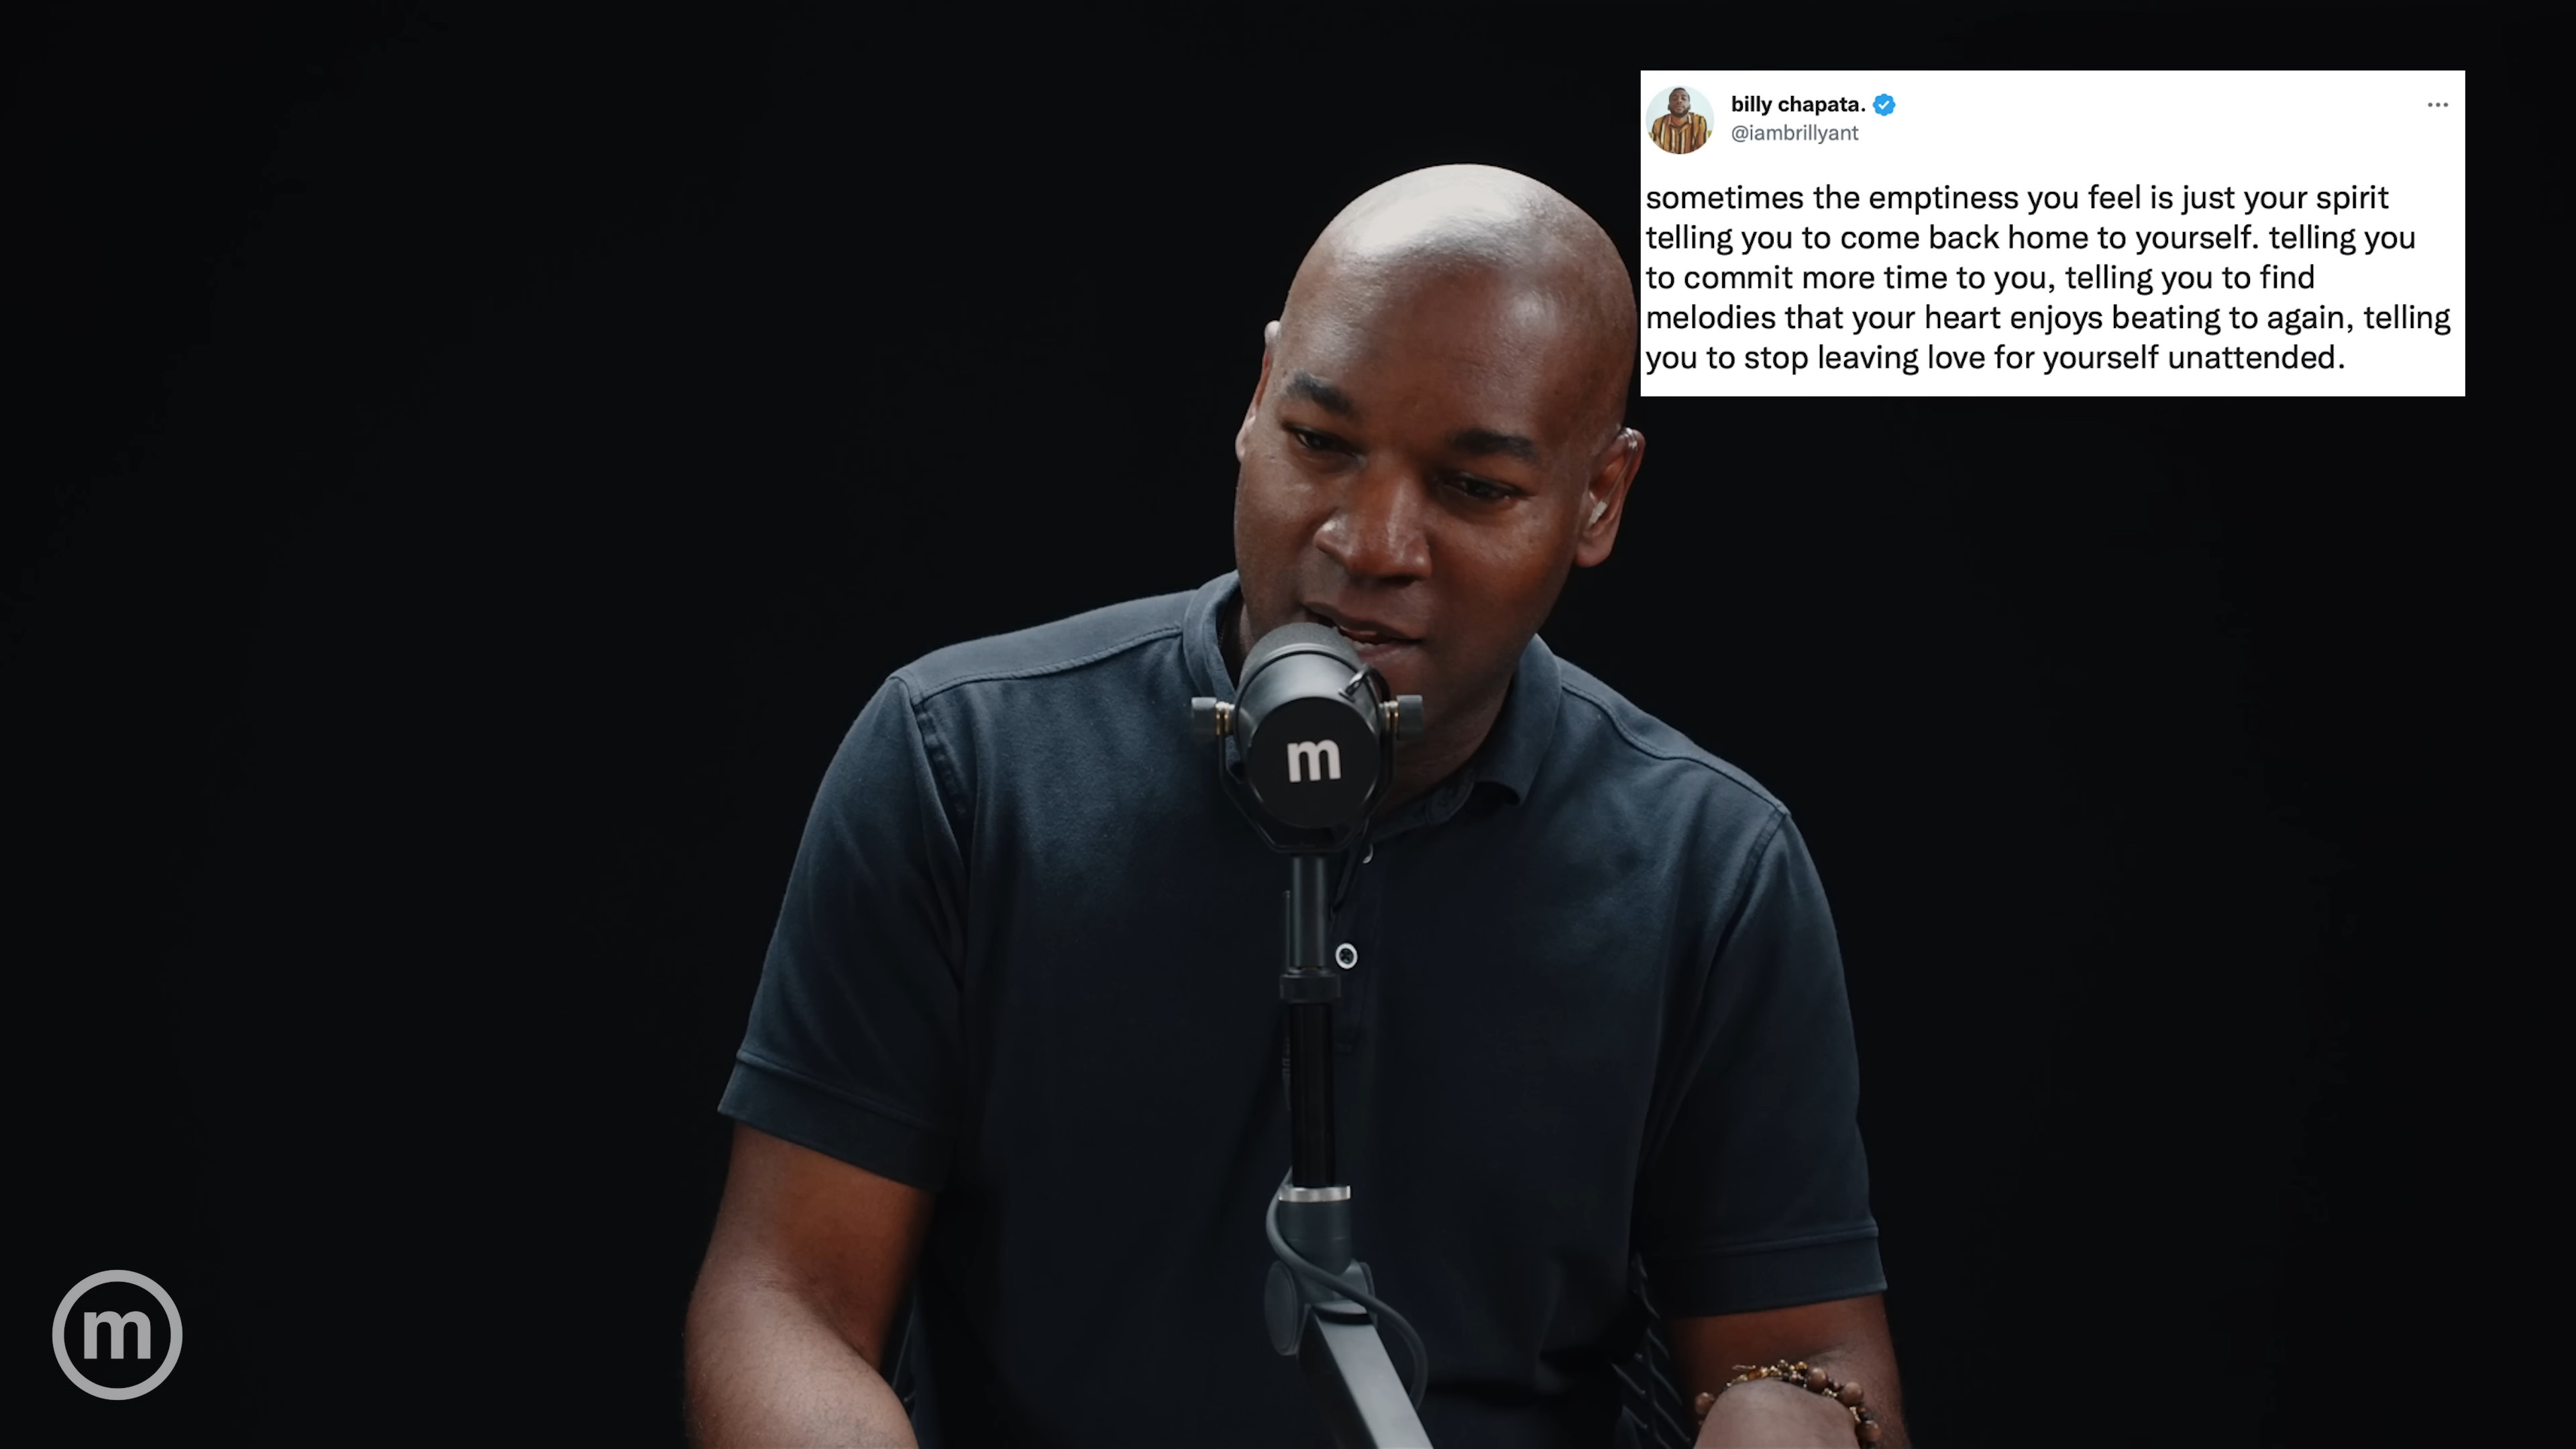 billy chapata.
@iambrillyant
sometimes the emptiness you feel is just your spirit
telling you to come back home to yourself. telling you
to commit more time to you, telling you to find
melodies that your heart enjoys beating to again, telling
you to stop leaving love for yourself unattended.
m
m